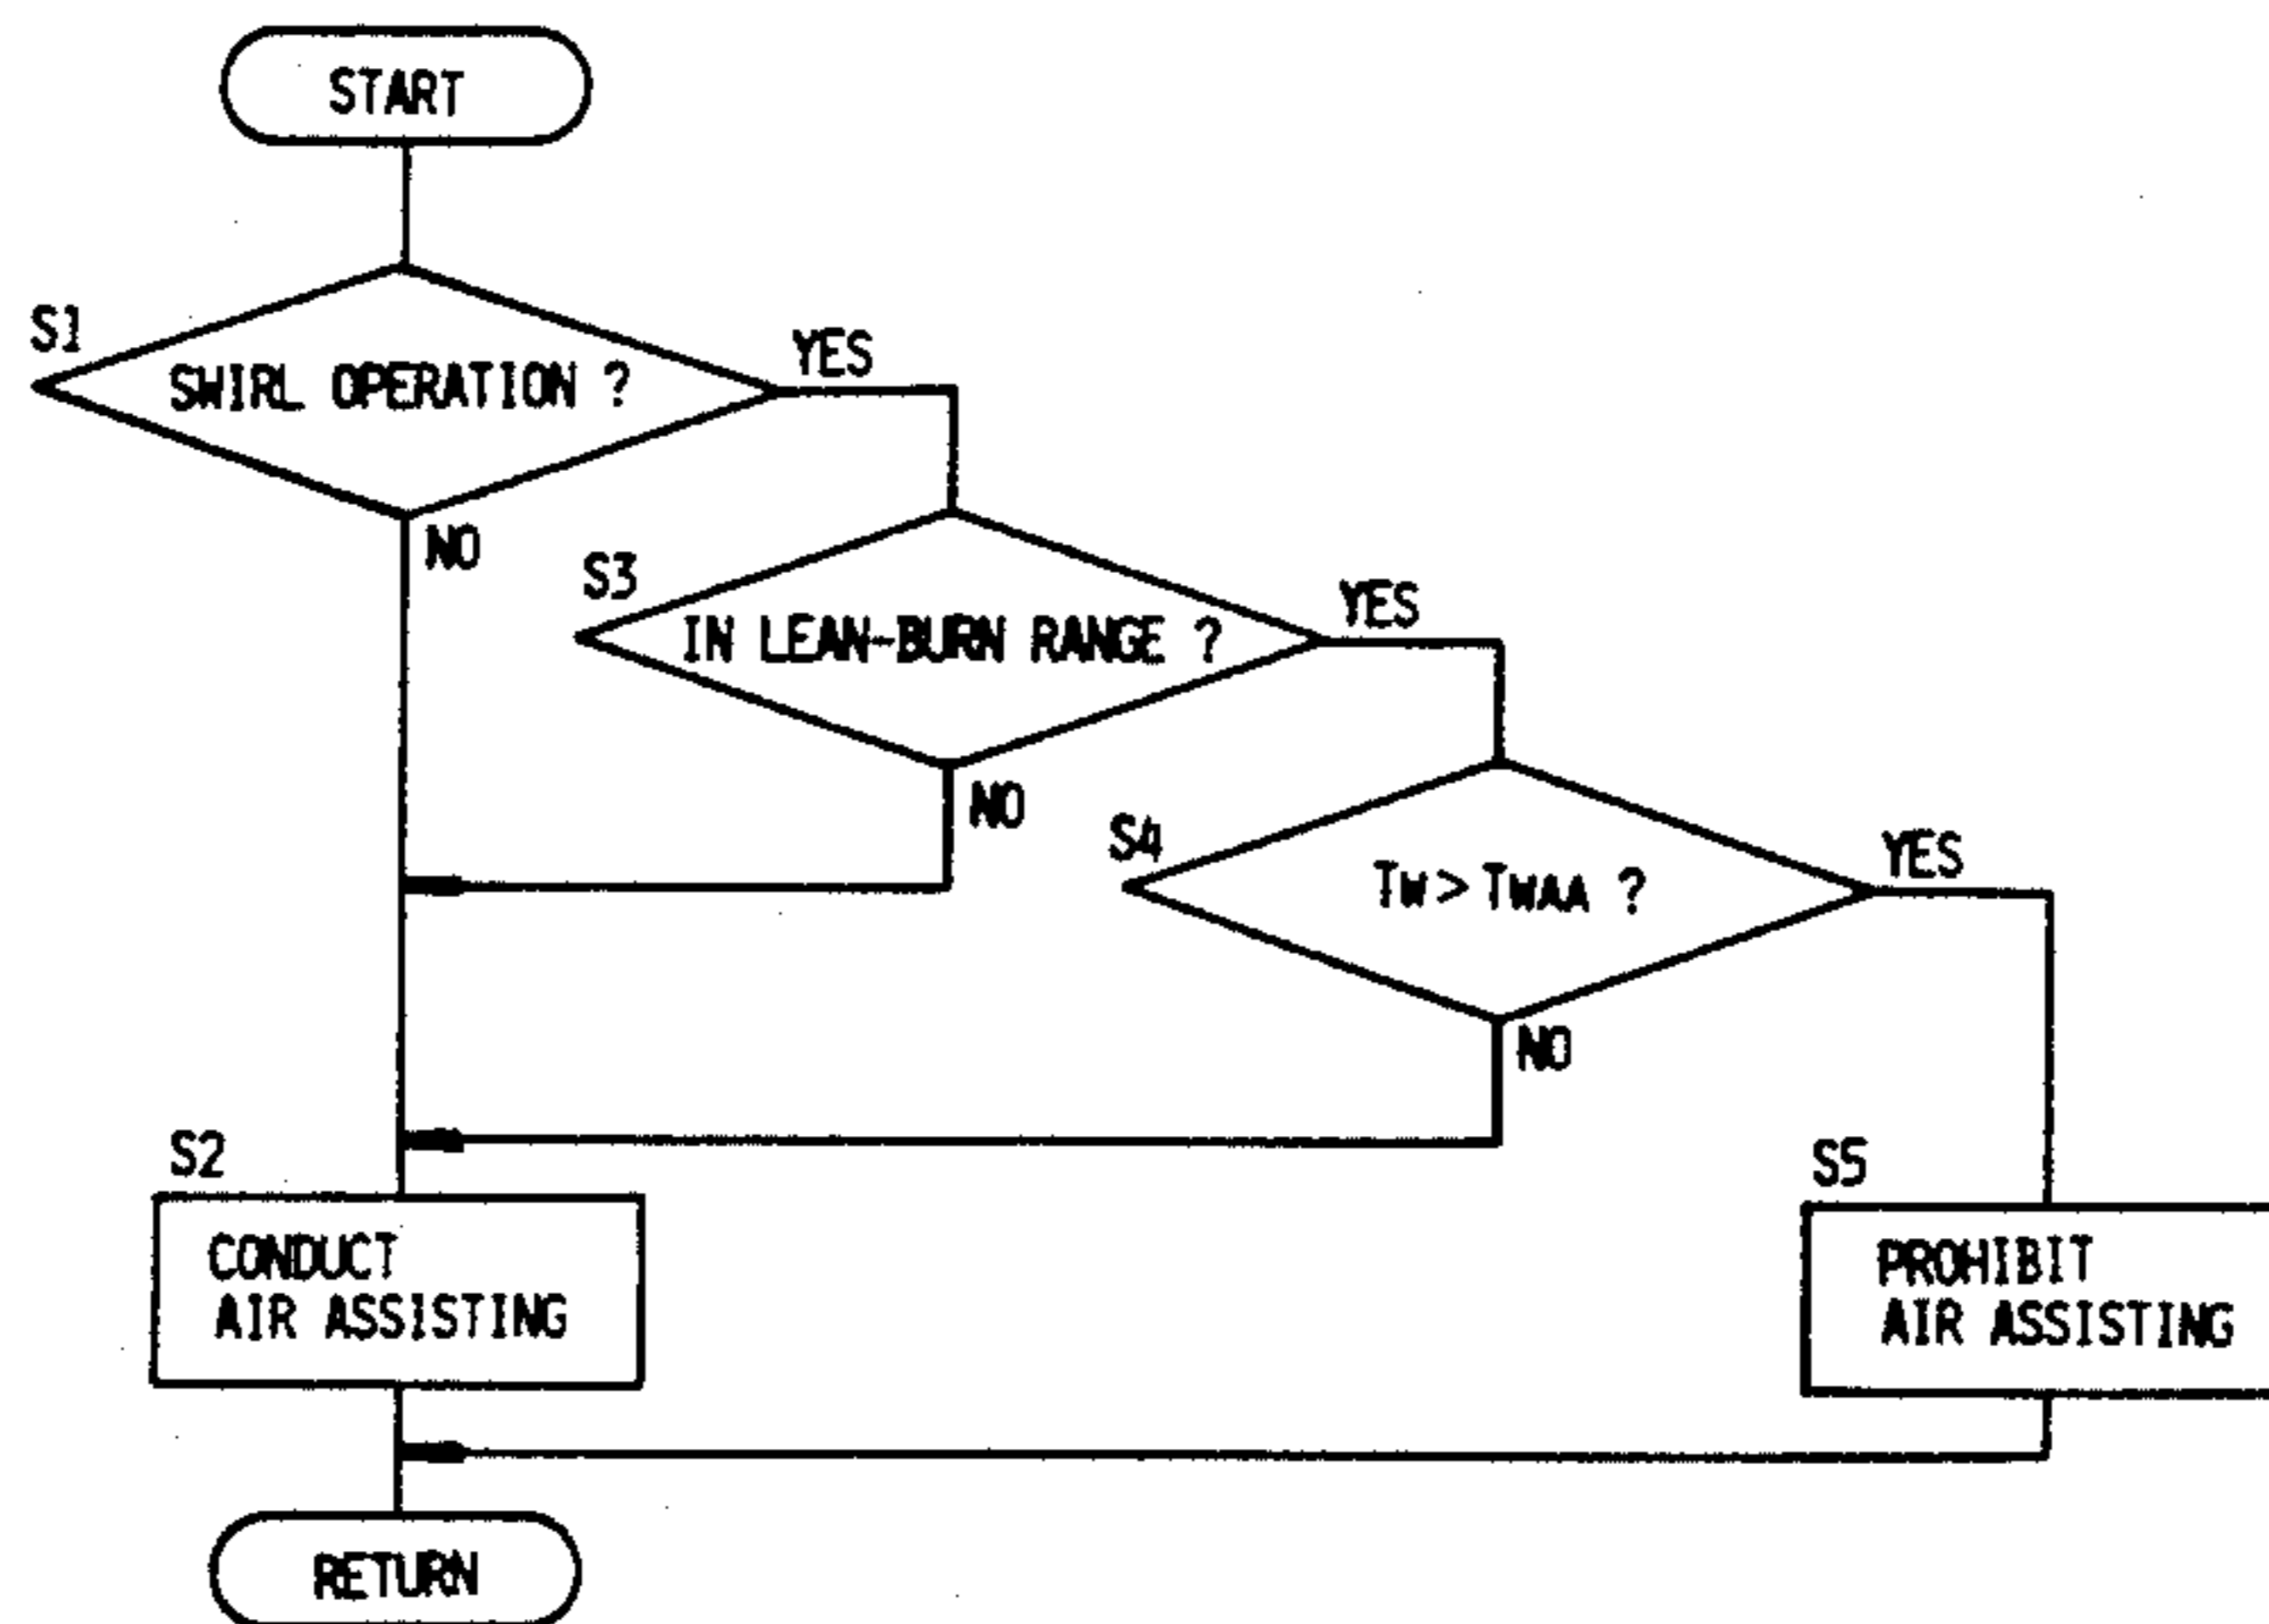 START
S1
SWIRL OPERATION ?
YES
NO
S3
IN LEAN-BURN RANGE ?
YES
NO
S4
TW > TWAA ?
YES
NO
S2
CONDUCT
AIR ASSISTING
S5
PROHIBIT
AIR ASSISTING
RETURN